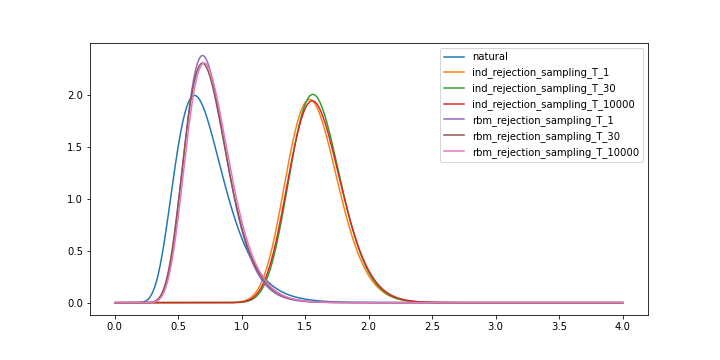 natural
ind_rejection_sampling_T_1
ind_rejection_sampling_T_30
ind_rejection_sampling_T_10000
rbm_rejection_sampling_T_1
rbm_rejection_sampling_T_30
rbm_rejection_sampling_T_10000
2.0
1.5
1.0
0.5
0.0
0.0 0.5 1.0 1.5 2.0 2.5 3.0 3.5 4.0